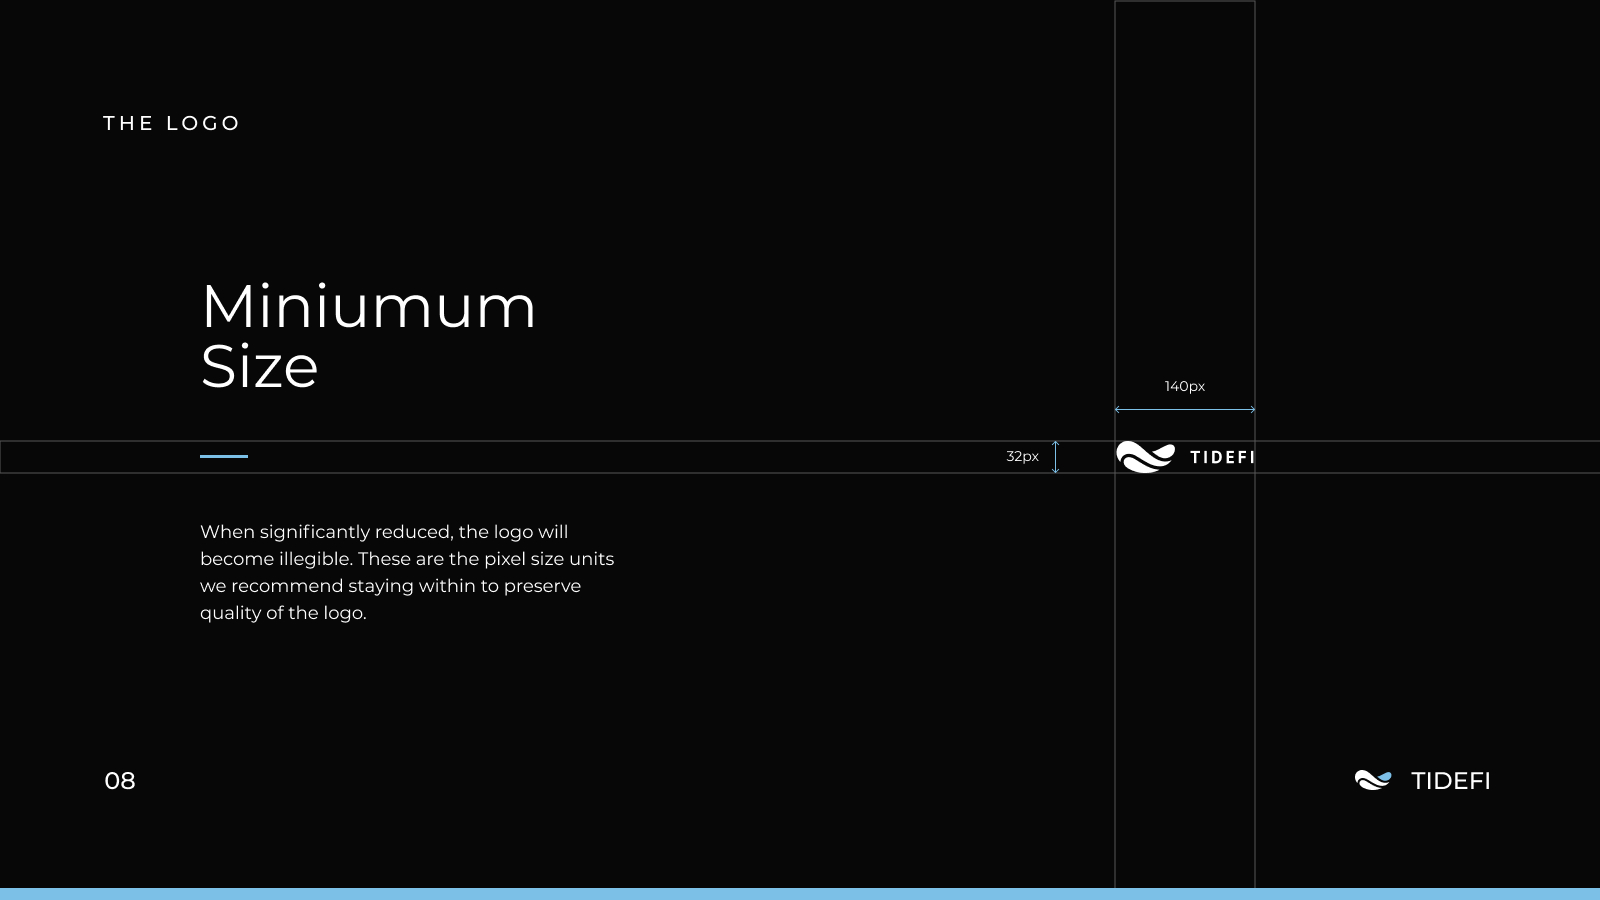 THE LOGO
Miniumum
Size
140px
32px
TIDEFI
When significantly reduced, the logo will
become illegible. These are the pixel size units
we recommend staying within to preserve
quality of the logo.
08
TIDEFI